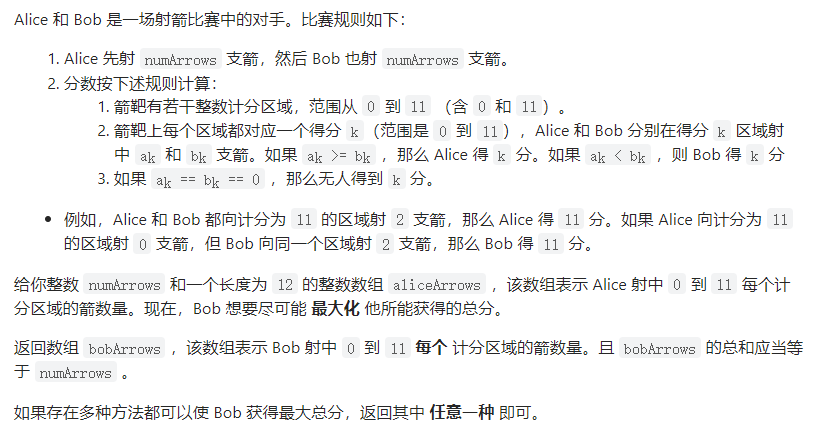 Alice 和 Bob 是一场射箭比赛中的对手。比赛规则如下：
1. Alice 先射 numArrows 支箭，然后 Bob 也射 numArrows 支箭。
2. 分数按下述规则计算：
1. 箭靶有若干整数计分区域，范围从 0 到 11 （含 0 和 11）。
2. 箭靶上每个区域都对应一个得分 k（范围是 0 到 11），Alice 和 Bob 分别在得分 k 区域射
中 ak 和 bk 支箭。如果 ak >= bk ，那么 Alice 得 k 分。如果 ak < bk ，则 Bob 得 k 分
3. 如果 ak == bk == 0 ，那么无人得到 k 分。
• 例如，Alice 和 Bob 都向计分为 11 的区域射 2 支箭，那么 Alice 得 11 分。如果 Alice 向计分为 11
的区域射 0 支箭，但 Bob 向同一个区域射 2 支箭，那么 Bob 得 11 分。
给你整数 numArrows 和一个长度为 12 的整数数组 aliceArrows ，该数组表示 Alice 射中 0 到 11 每个计
分区域的箭数量。现在，Bob 想要尽可能 最大化 他所能获得的总分。
返回数组 bobArrows ，该数组表示 Bob 射中 0 到 11 每个 计分区域的箭数量。且 bobArrows 的总和应当等
于 numArrows 。
如果存在多种方法都可以使 Bob 获得最大总分，返回其中 任意一种 即可。